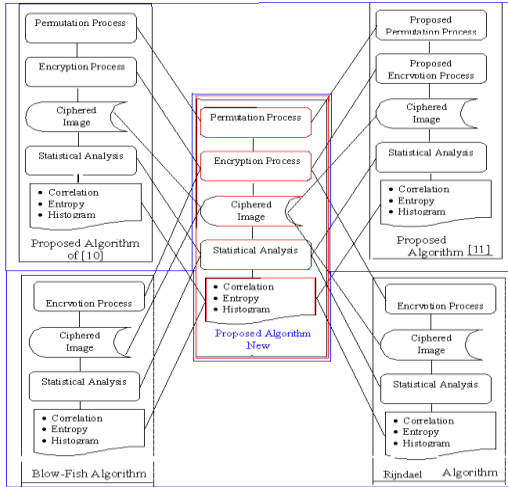 Permutation Process
Encryption Process
Ciphered
Image
Statistical Analysis
• Correlation
• Entropy
• Histogram
Proposed Algorithm
of [10]
Proposed
Permutation Process
Proposed
Encryption Process
Ciphered
Image
Statistical Analysis
• Correlation
• Entropy
• Histogram
Proposed
Algorithm [11]
Permutation Process
Encryption Process
Ciphered
Image
Statistical Analysis
• Correlation
• Entropy
• Histogram
Proposed Algorithm
New
Encryption Process
Ciphered
Image
Statistical Analysis
• Correlation
• Entropy
• Histogram
Blow-Fish Algorithm
Encryption Process
Ciphered
Image
Statistical Analysis
• Correlation
• Entropy
• Histogram
Rijndael Algorithm